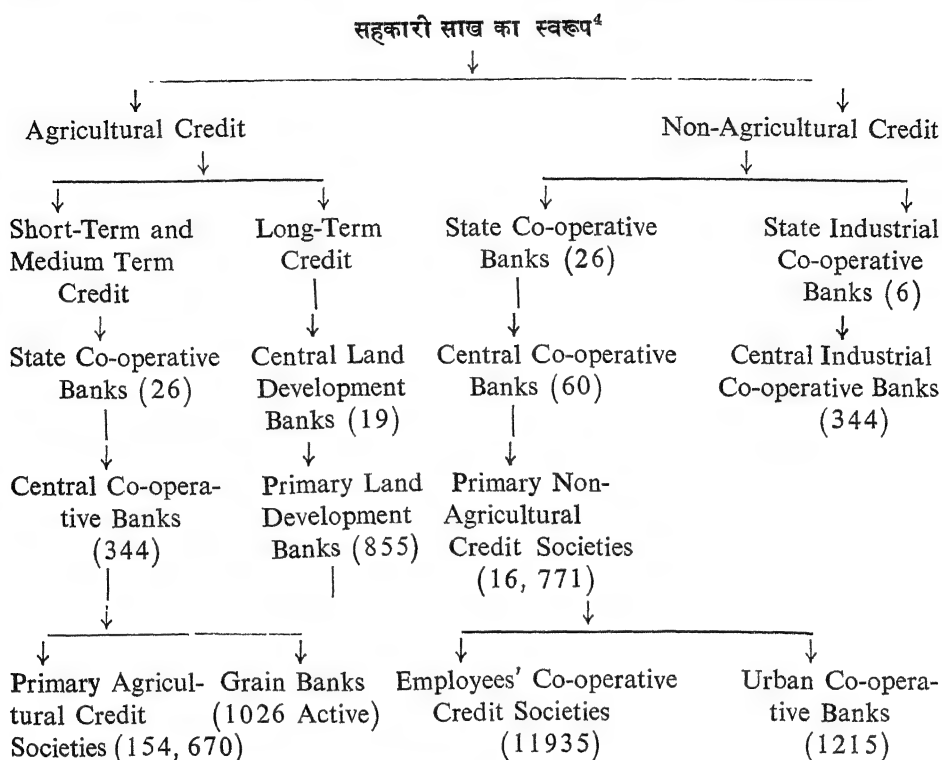 सहकारी साख का स्वरूप⁴
Agricultural Credit
Non-Agricultural Credit
Short-Term and
Medium Term
Credit
Long-Term
Credit
State Co-operative
Banks (26)
State Industrial
Co-operative
Banks (6)
State Co-operative
Banks (26)
Central Land
Development
Banks (19)
Central Co-operative
Banks (60)
Central Industrial
Co-operative Banks
(344)
Central Co-opera-
tive Banks
(344)
Primary Land
Development
Banks (855)
Primary Non-
Agricultural
Credit Societies
(16, 771)
Primary Agricul-
tural Credit
Societies (154, 670)
Grain Banks
(1026 Active)
Employees' Co-operative
Credit Societies
(11935)
Urban Co-opera-
tive Banks
(1215)